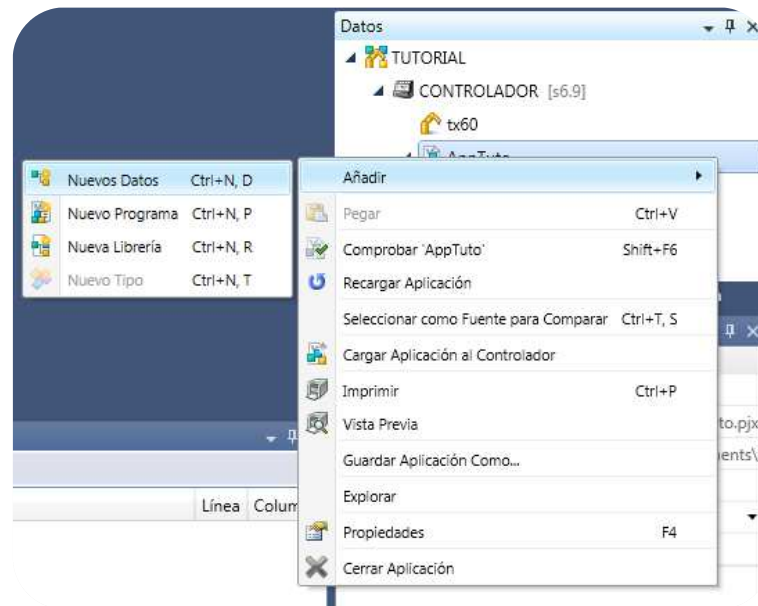 Datos
TUTORIAL
CONTROLADOR [s6.9]
tx60
AppTuto
Nuevos Datos Ctrl+N, D
Nuevo Programa Ctrl+N, P
Nueva Librería Ctrl+N, R
Nuevo Tipo Ctrl+N, T
Añadir
Pegar Ctrl+V
Comprobar 'AppTuto' Shift+F6
Recargar Aplicación
Seleccionar como Fuente para Comparar Ctrl+T, S
Cargar Aplicación al Controlador
Imprimir Ctrl+P
Vista Previa
Guardar Aplicación Como...
Explorar
Propiedades F4
Cerrar Aplicación
to.pjx
ents\
Línea Colum